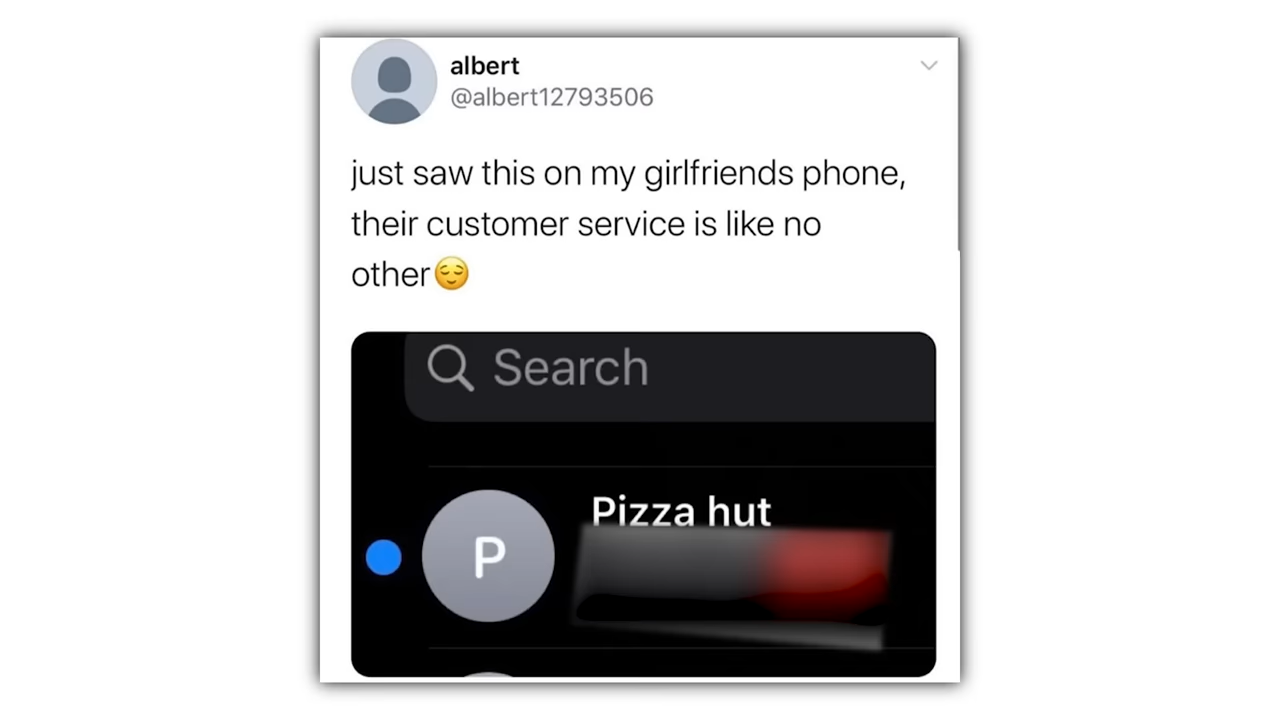 albert
@albert12793506
just saw this on my girlfriends phone,
their customer service is like no
other😌
Search
Pizza hut
P